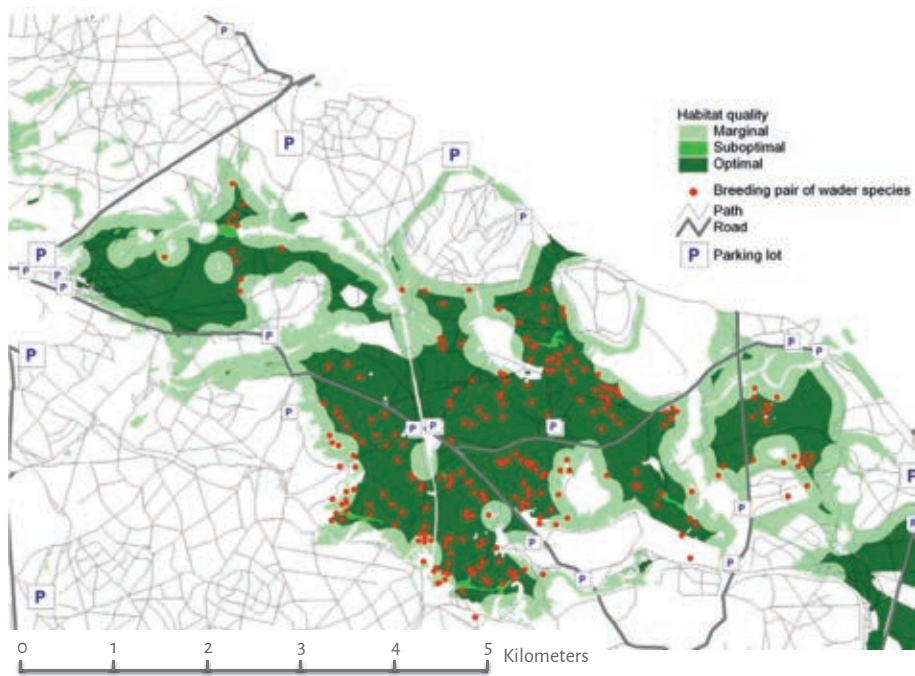 P
P
P
P
Habitat quality
Marginal
Suboptimal
Optimal
Breeding pair of wader species
Path
Road
P Parking lot
P
P
P
P
P
P
P
P
P
P
P P
P
P
P
P
P
P
P
P
0 1 2 3 4 5 Kilometers